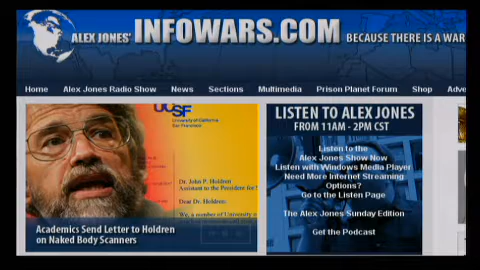 ALEX JONES' INFOWARS.COM BECAUSE THERE IS A WAR
Home Alex Jones Radio Show News Sections Multimedia Prison Planet Forum Shop Adve
UCSF
University of California
San Francisco
Dr. John P. Holdren
Assistant to the President for
Dear Dr. Holdren:
We, a number of University o
Academics Send Letter to Holdren
on Naked Body Scanners
LISTEN TO ALEX JONES
FROM 11AM - 2PM CST
Listen to the
Alex Jones Show Now
Listen with Windows Media Player
Need More Internet Streaming
Options?
Go to the Listen Page
The Alex Jones Sunday Edition
Get the Podcast